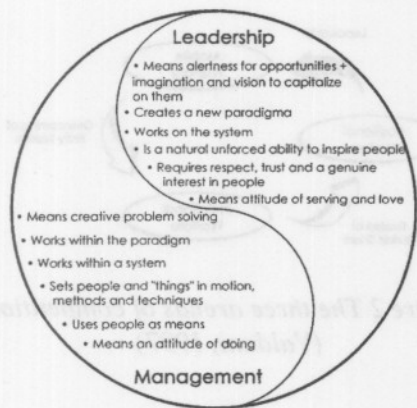 Leadership
• Means alertness for opportunities +
imagination and vision to capitalize
on them
• Creates a new paradigma
• Works on the system
• Is a natural unforced ability to inspire people
• Requires respect, trust and a genuine
interest in people
• Means attitude of serving and love
• Means creative problem solving
• Works within the paradigm
• Works within a system
• Sets people and "things" in motion,
methods and techniques
• Uses people as means
• Means an attitude of doing
Management